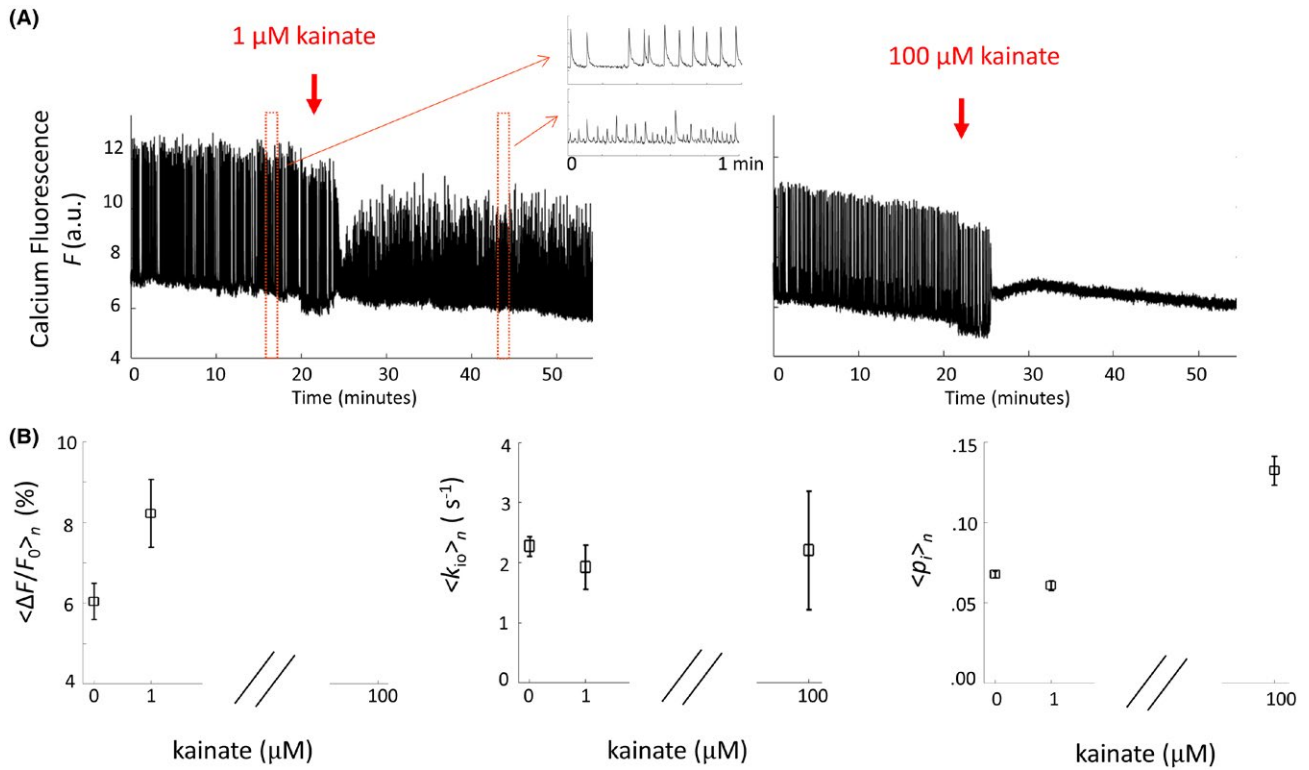 (A)
1 μM kainate
100 μM kainate
Calcium Fluorescence
F (a.u.)
12
10
8
6
4
0 10 20 30 40 50
Time (minutes)
0 1 min
0 10 20 30 40 50
Time (minutes)
(B)
<ΔF/F0>n (%)
10
8
6
4
0 1 100
kainate (μM)
<kio>n ( s-1)
4
3
2
1
0
0 1 100
kainate (μM)
<pi>n
.15
.10
.05
.00
0 1 100
kainate (μM)